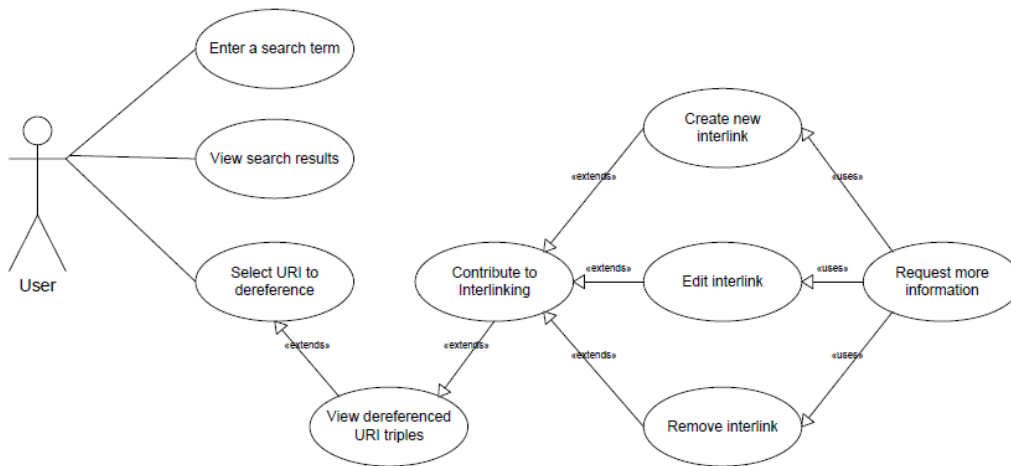 Enter a search term
View search results
User
Select URI to
dereference
Contribute to
Interlinking
Create new
interlink
Edit interlink
Request more
information
View dereferenced
URI triples
Remove interlink
«extends»
«extends»
«extends»
«extends»
«extends»
«uses»
«uses»
«uses»